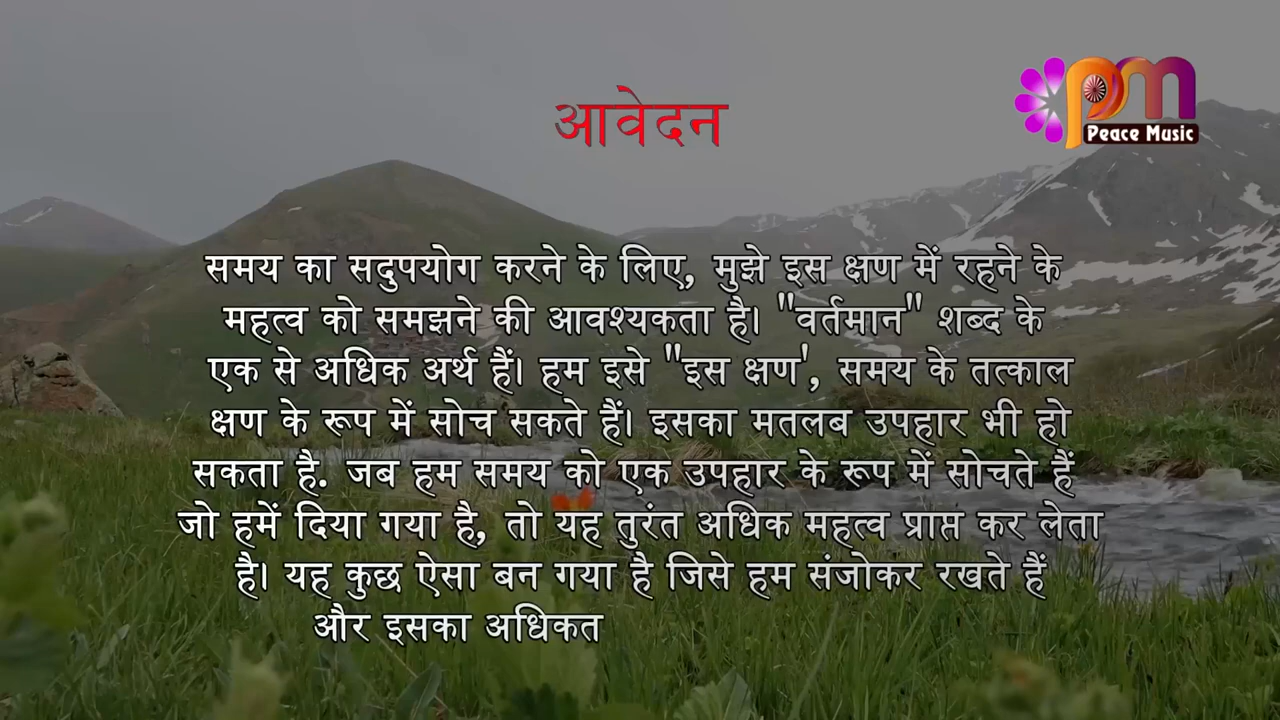 आवेदन
Peace Music
समय का सदुपयोग करने के लिए, मुझे इस क्षण में रहने के
महत्व को समझने की आवश्यकता है। "वर्तमान" शब्द के
एक से अधिक अर्थ हैं। हम इसे "इस क्षण', समय के तत्काल
क्षण के रूप में सोच सकते हैं। इसका मतलब उपहार भी हो
सकता है. जब हम समय को एक उपहार के रूप में सोचते हैं
जो हमें दिया गया है, तो यह तुरंत अधिक महत्व प्राप्त कर लेता
है। यह कुछ ऐसा बन गया है जिसे हम संजोकर रखते हैं
और इसका अधिकत